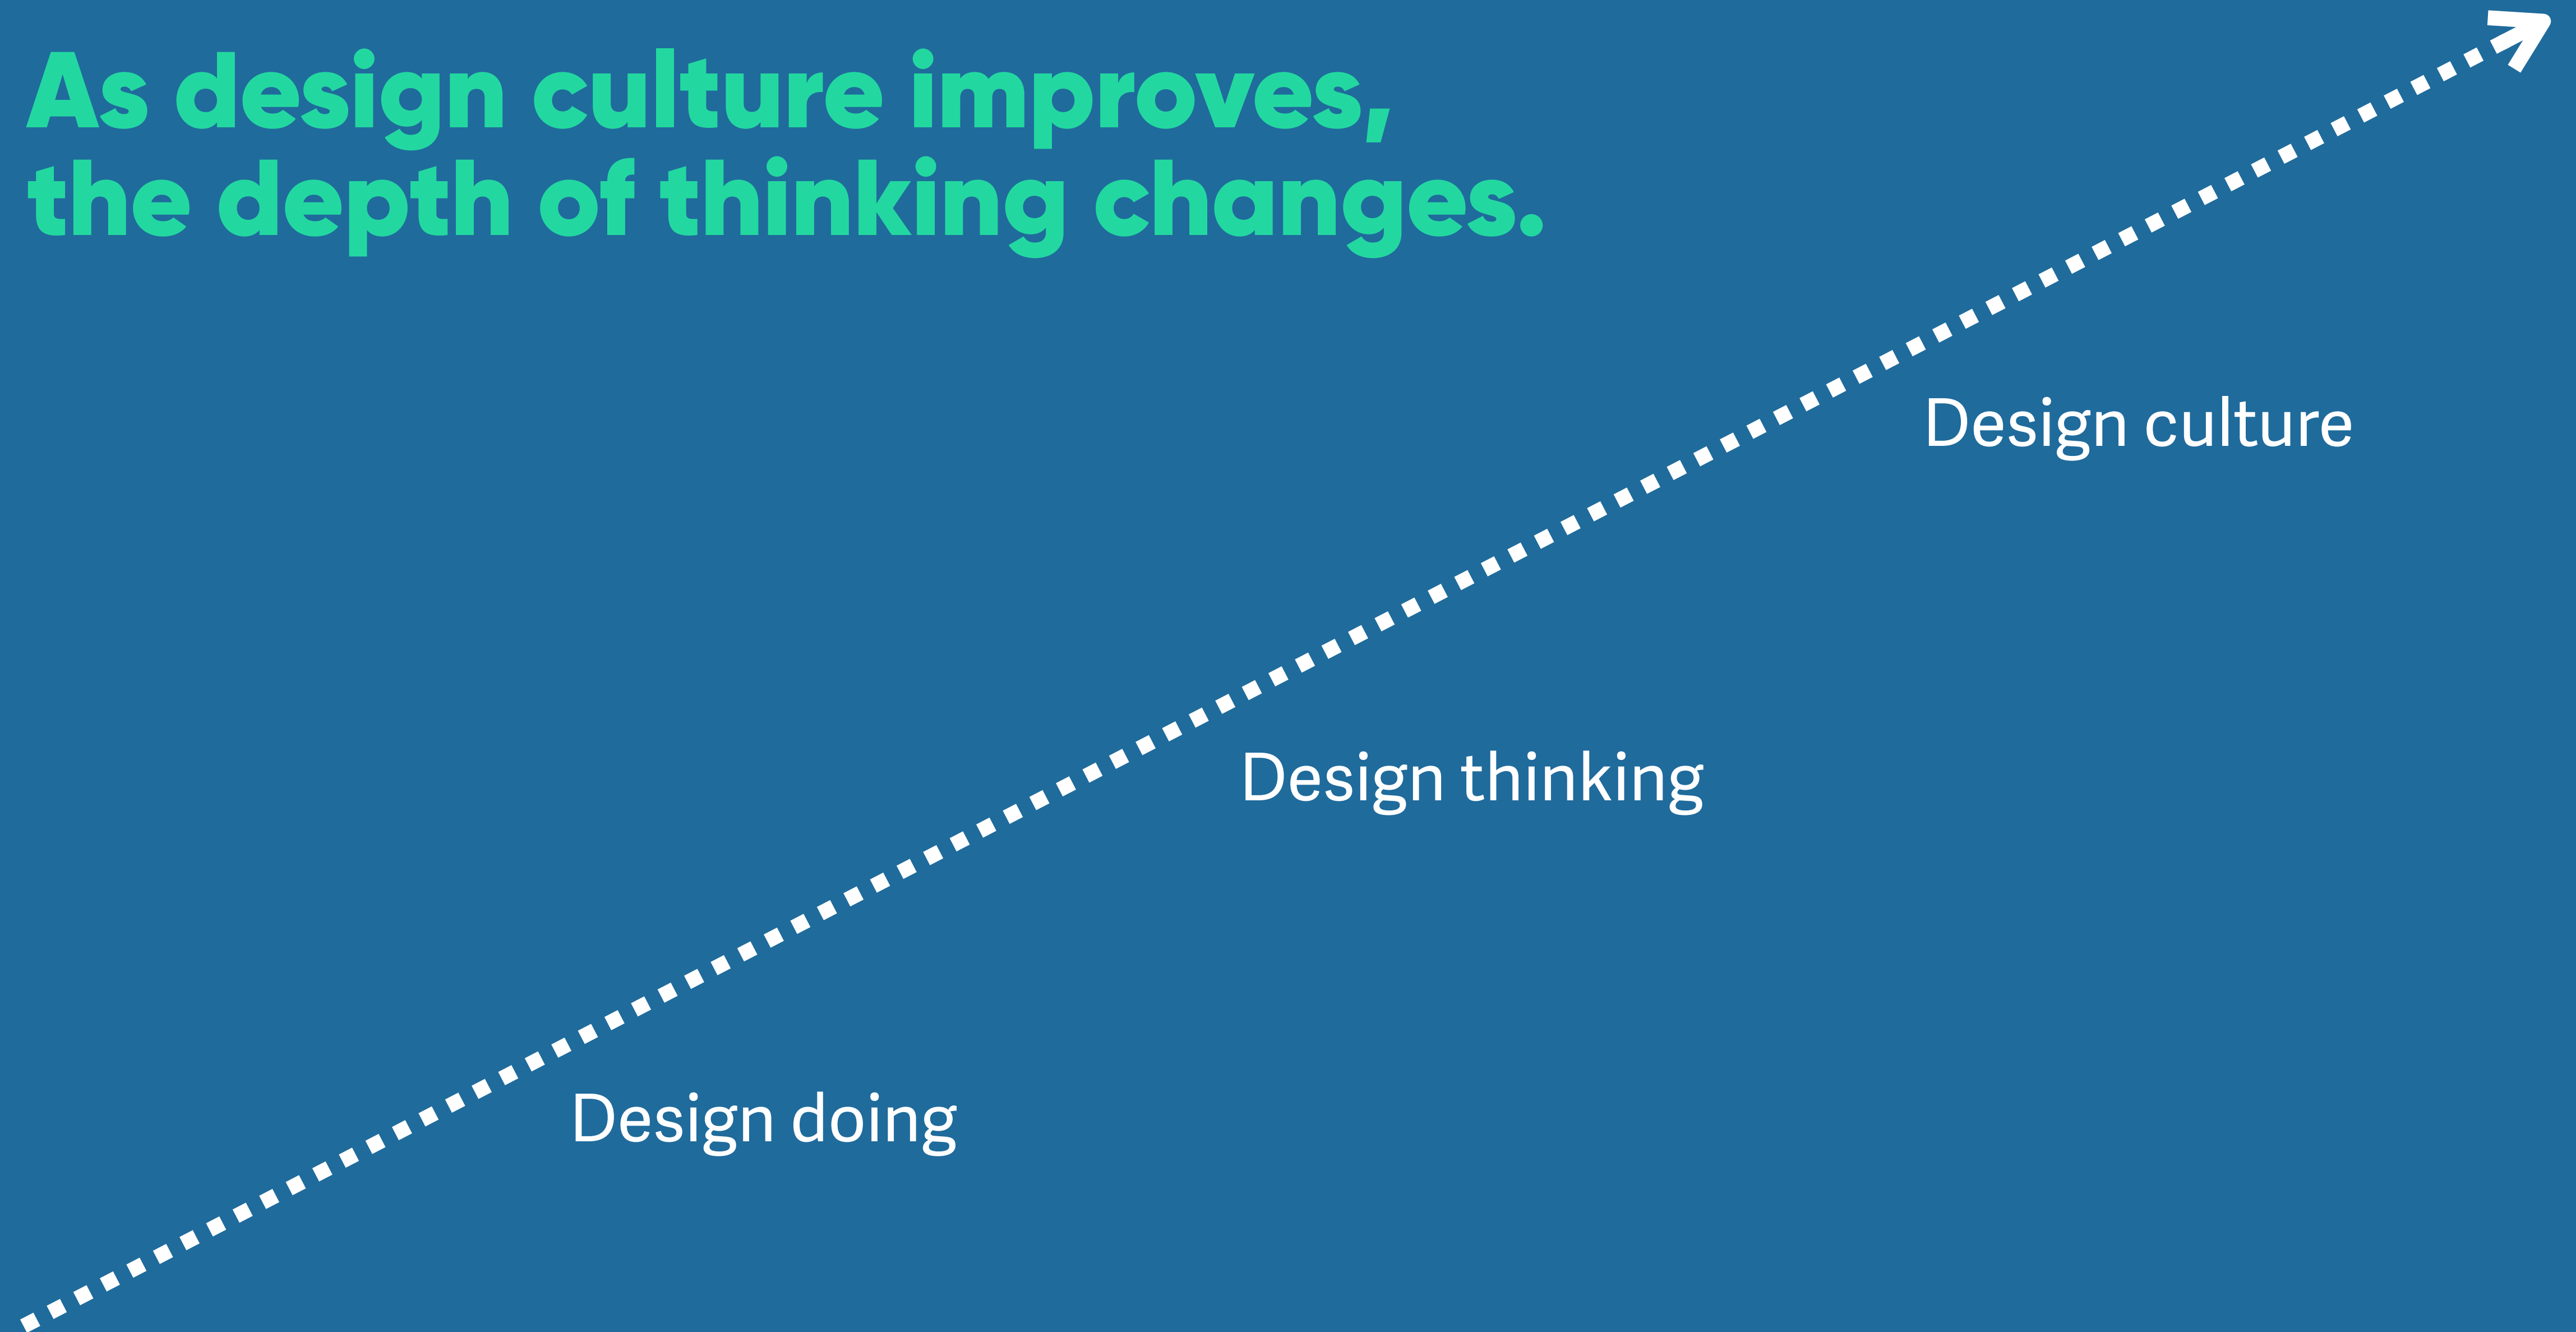 As design culture improves,
the depth of thinking changes.
Design culture
Design thinking
Design doing